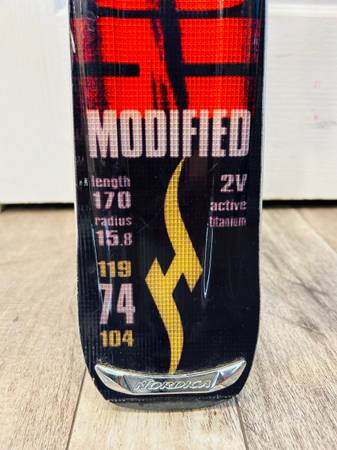 MODIFIED
length
170
radius
15.8
119
74
104
2V
active
titanium
NORDICA